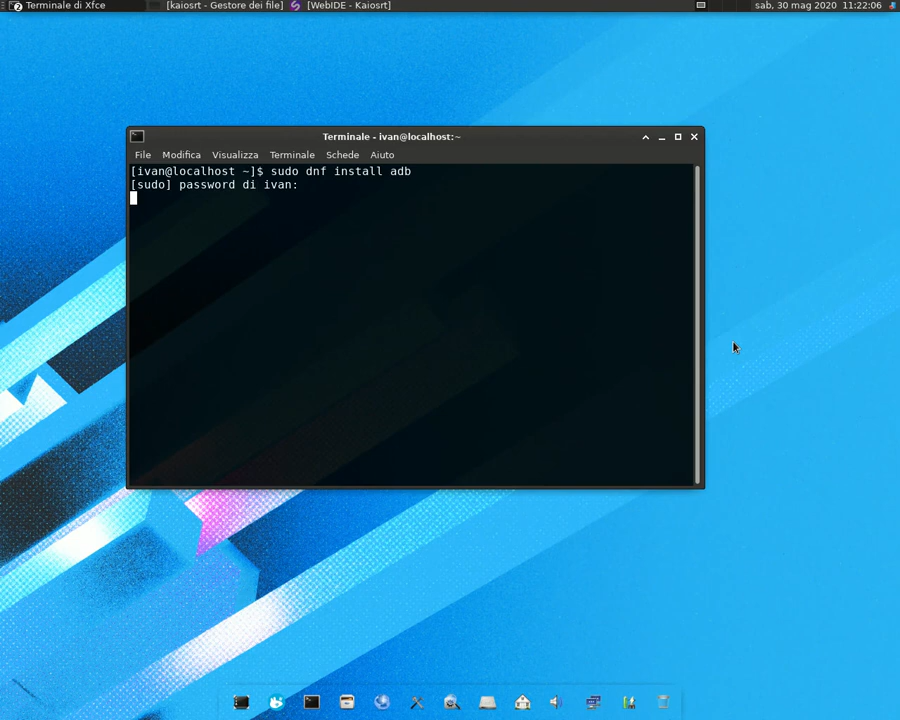 2 Terminale di Xfce [kaiosrt - Gestore dei file] [WebIDE - Kaiosrt] sab, 30 mag 2020 11:22:06
Terminale - ivan@localhost:~
File Modifica Visualizza Terminale Schede Aiuto
[ivan@localhost ~]$ sudo dnf install adb
[sudo] password di ivan: